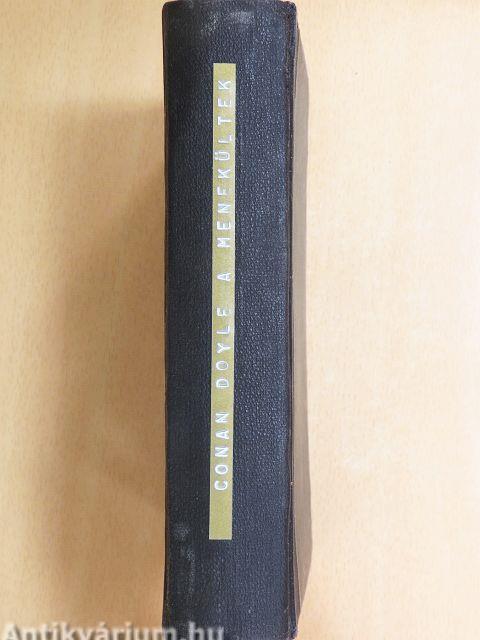 CONAN DOYLE A MENEKÜLTEK
Antikvárium.hu